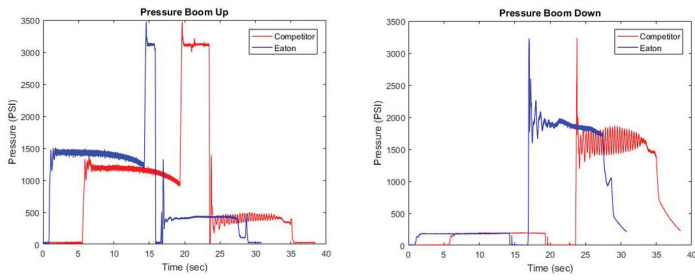 Pressure Boom Up
Pressure (PSI)
3500
3000
2500
2000
1500
1000
500
0
0 5 10 15 20 25 30 35 40
Time (sec)
Competitor
Eaton
Pressure Boom Down
Pressure (PSI)
3500
3000
2500
2000
1500
1000
500
0
0 5 10 15 20 25 30 35 40
Time (sec)
Competitor
Eaton